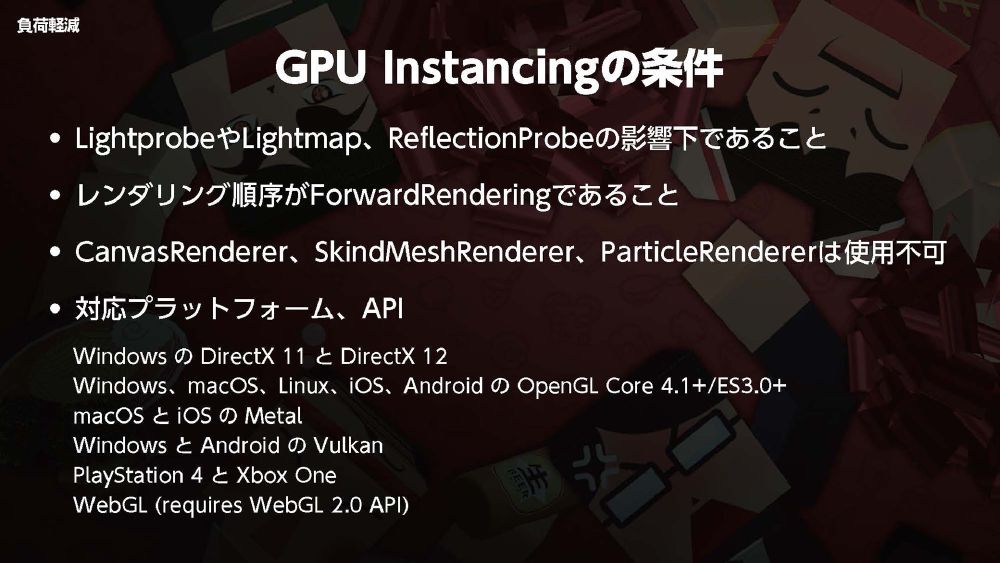 負荷軽減
GPU Instancingの条件
• LightprobeやLightmap、ReflectionProbeの影響下であること
• レンダリング順序がForwardRenderingであること
• CanvasRenderer、SkindMeshRenderer、ParticleRendererは使用不可
• 対応プラットフォーム、API
Windows の DirectX 11 と DirectX 12
Windows、macOS、Linux、iOS、Android の OpenGL Core 4.1+/ES3.0+
macOS と iOS の Metal
Windows と Android の Vulkan
PlayStation 4 と Xbox One
WebGL (requires WebGL 2.0 API)
生
BEER